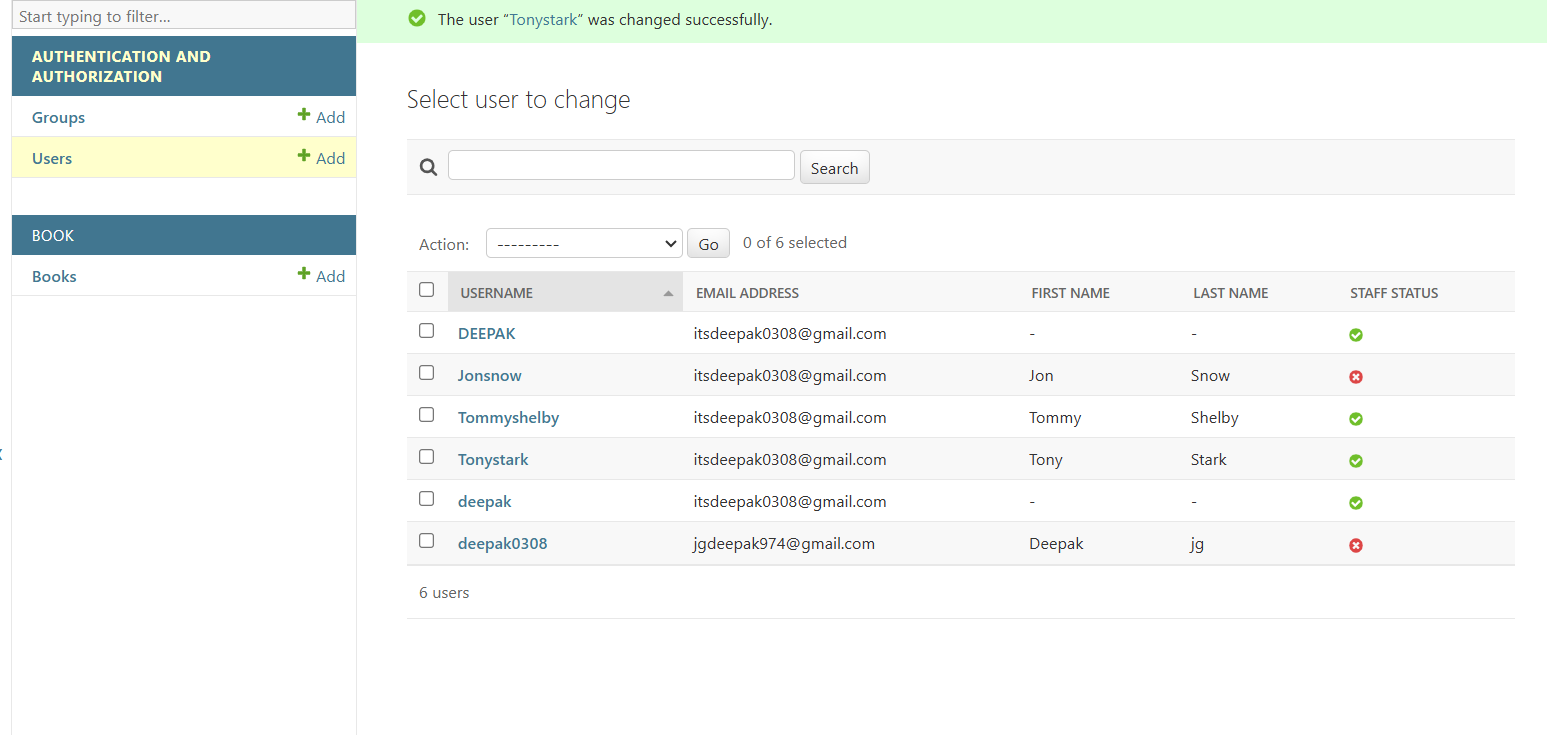 Start typing to filter...
The user “Tonystark” was changed successfully.
AUTHENTICATION AND
AUTHORIZATION
Groups + Add
Users + Add
BOOK
Books + Add
Select user to change
Search
Action: --------- Go 0 of 6 selected
USERNAME EMAIL ADDRESS FIRST NAME LAST NAME STAFF STATUS
DEEPAK itsdeepak0308@gmail.com - -
Jonsnow itsdeepak0308@gmail.com Jon Snow
Tommyshelby itsdeepak0308@gmail.com Tommy Shelby
Tonystark itsdeepak0308@gmail.com Tony Stark
deepak itsdeepak0308@gmail.com - -
deepak0308 jgdeepak974@gmail.com Deepak jg
6 users